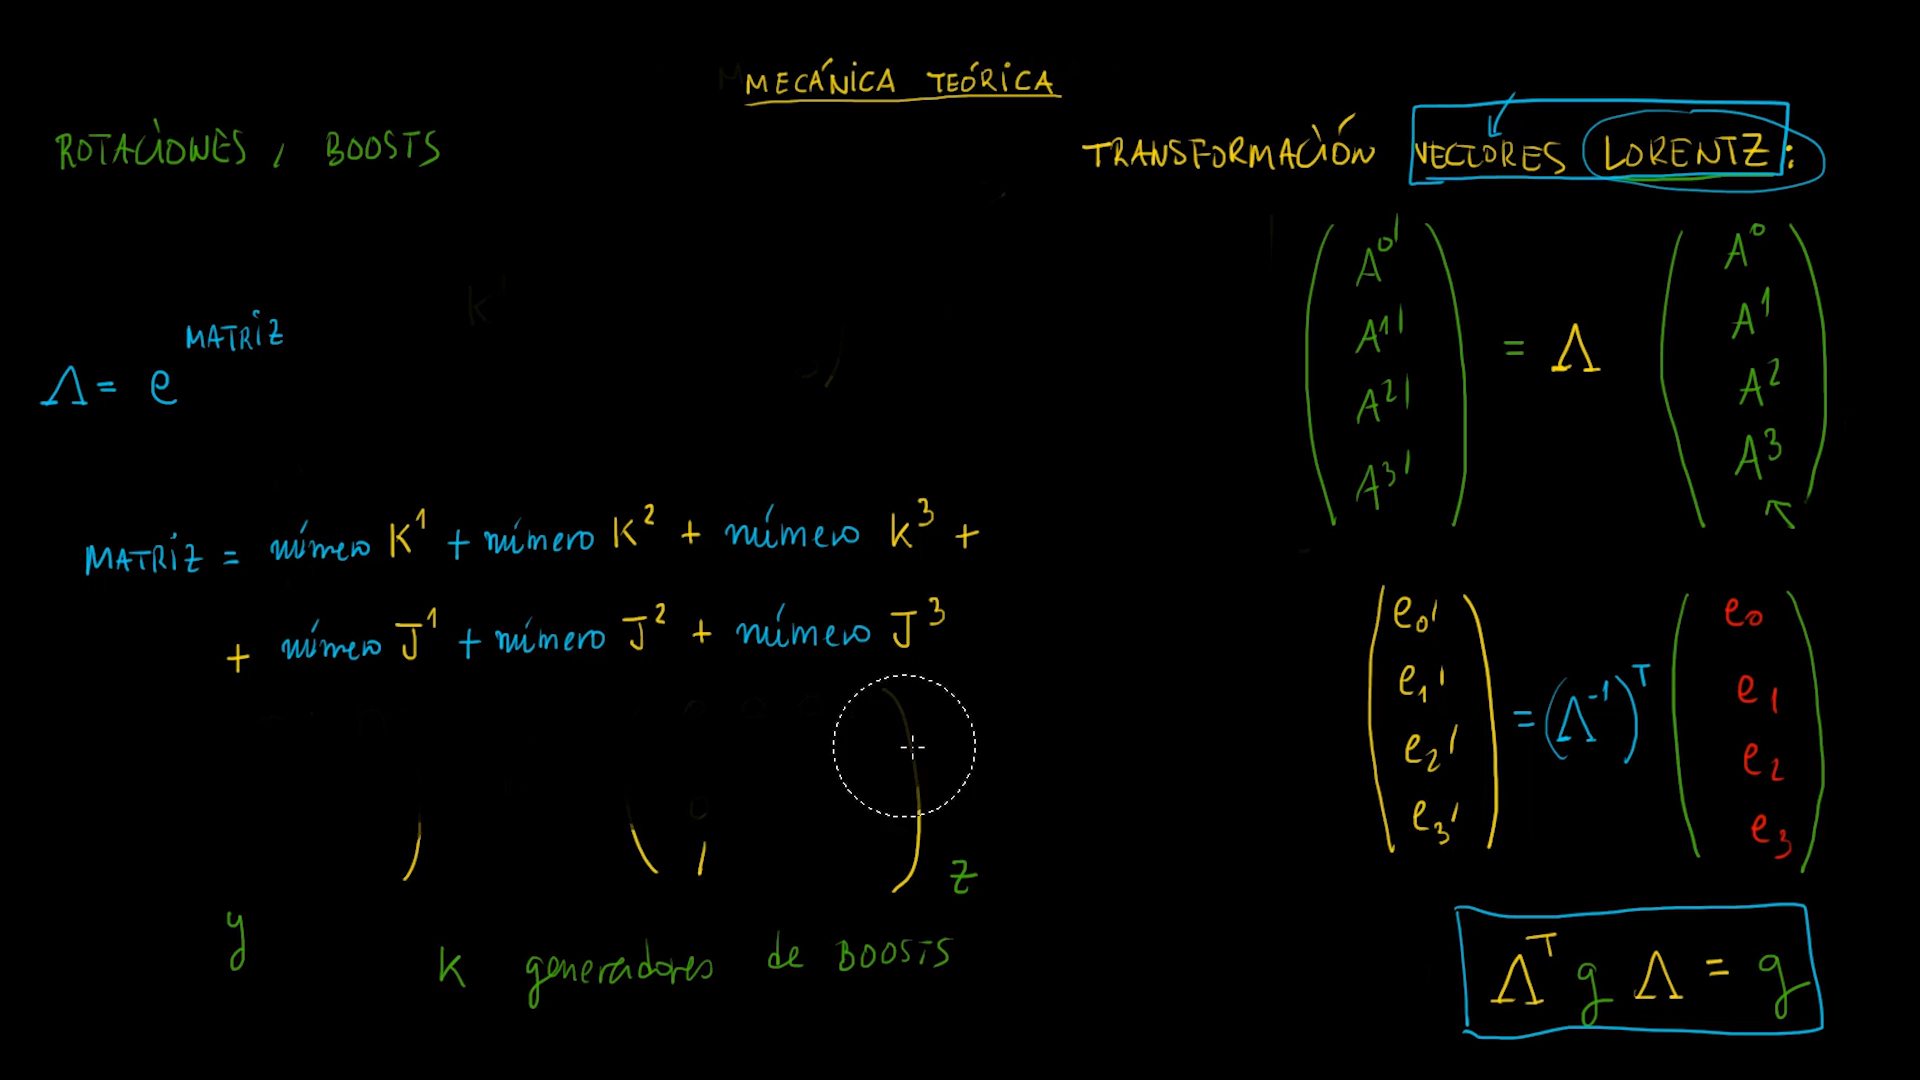 MECÁNICA TEÓRICA
ROTACIONES, BOOSTS
TRANSFORMACIÓN VECTORES LORENTZ:
Λ = e^MATRIZ
MATRIZ = número K¹ + número K² + número K³ +
+ número J¹ + número J² + número J³
y
z
K generadores de BOOSTS
(A⁰' A¹' A²' A³') = Λ (A⁰ A¹ A² A³)
(e₀' e₁' e₂' e₃') = (Λ⁻¹)ᵀ (e₀ e₁ e₂ e₃)
Λᵀ g Λ = g